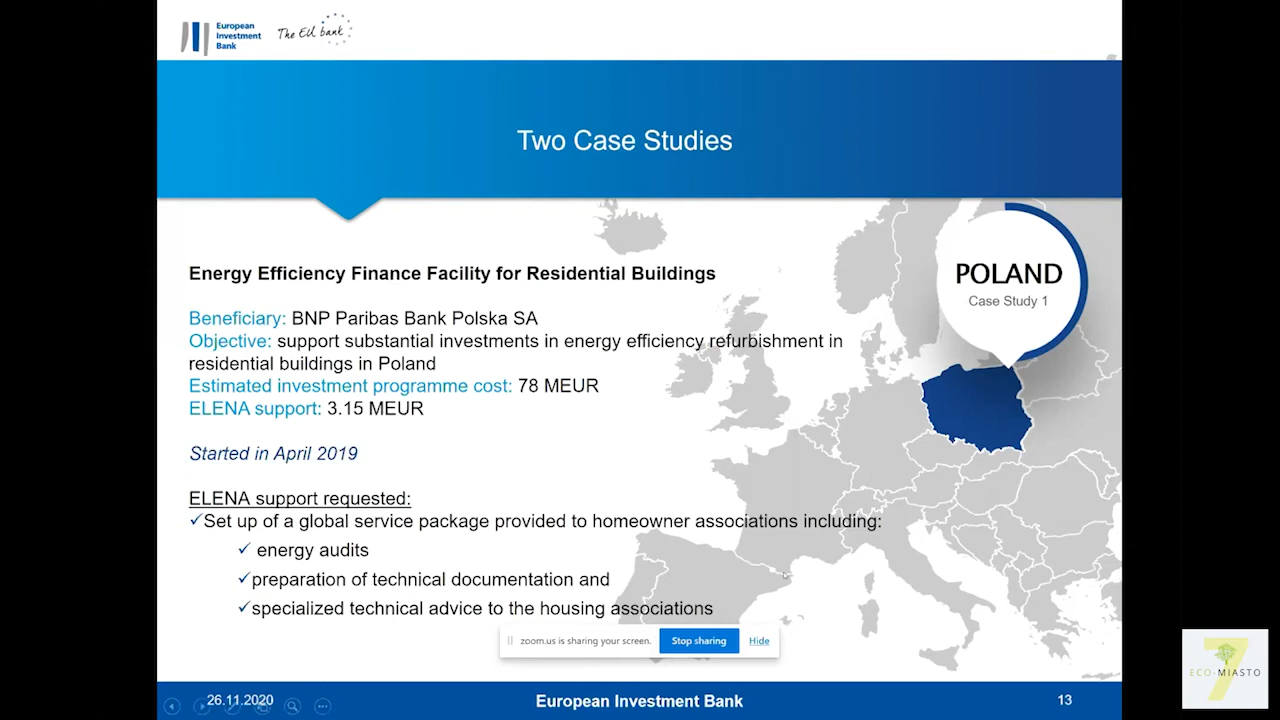 European
Investment
Bank
The EU bank
Two Case Studies
POLAND
Case Study 1
Energy Efficiency Finance Facility for Residential Buildings
Beneficiary: BNP Paribas Bank Polska SA
Objective: support substantial investments in energy efficiency refurbishment in
residential buildings in Poland
Estimated investment programme cost: 78 MEUR
ELENA support: 3.15 MEUR
Started in April 2019
ELENA support requested:
✓Set up of a global service package provided to homeowner associations including:
✓ energy audits
✓preparation of technical documentation and
✓specialized technical advice to the housing associations
zoom.us is sharing your screen. Stop sharing Hide
26.11.2020 European Investment Bank 13
7
ECO-MIASTO